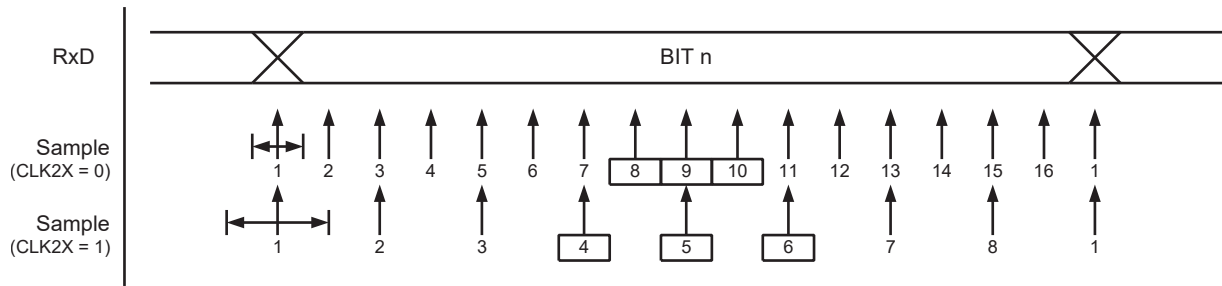 RxD
BIT n
Sample
(CLK2X = 0)
1 2 3 4 5 6 7 8 9 10 11 12 13 14 15 16 1
Sample
(CLK2X = 1)
1 2 3 4 5 6 7 8 1